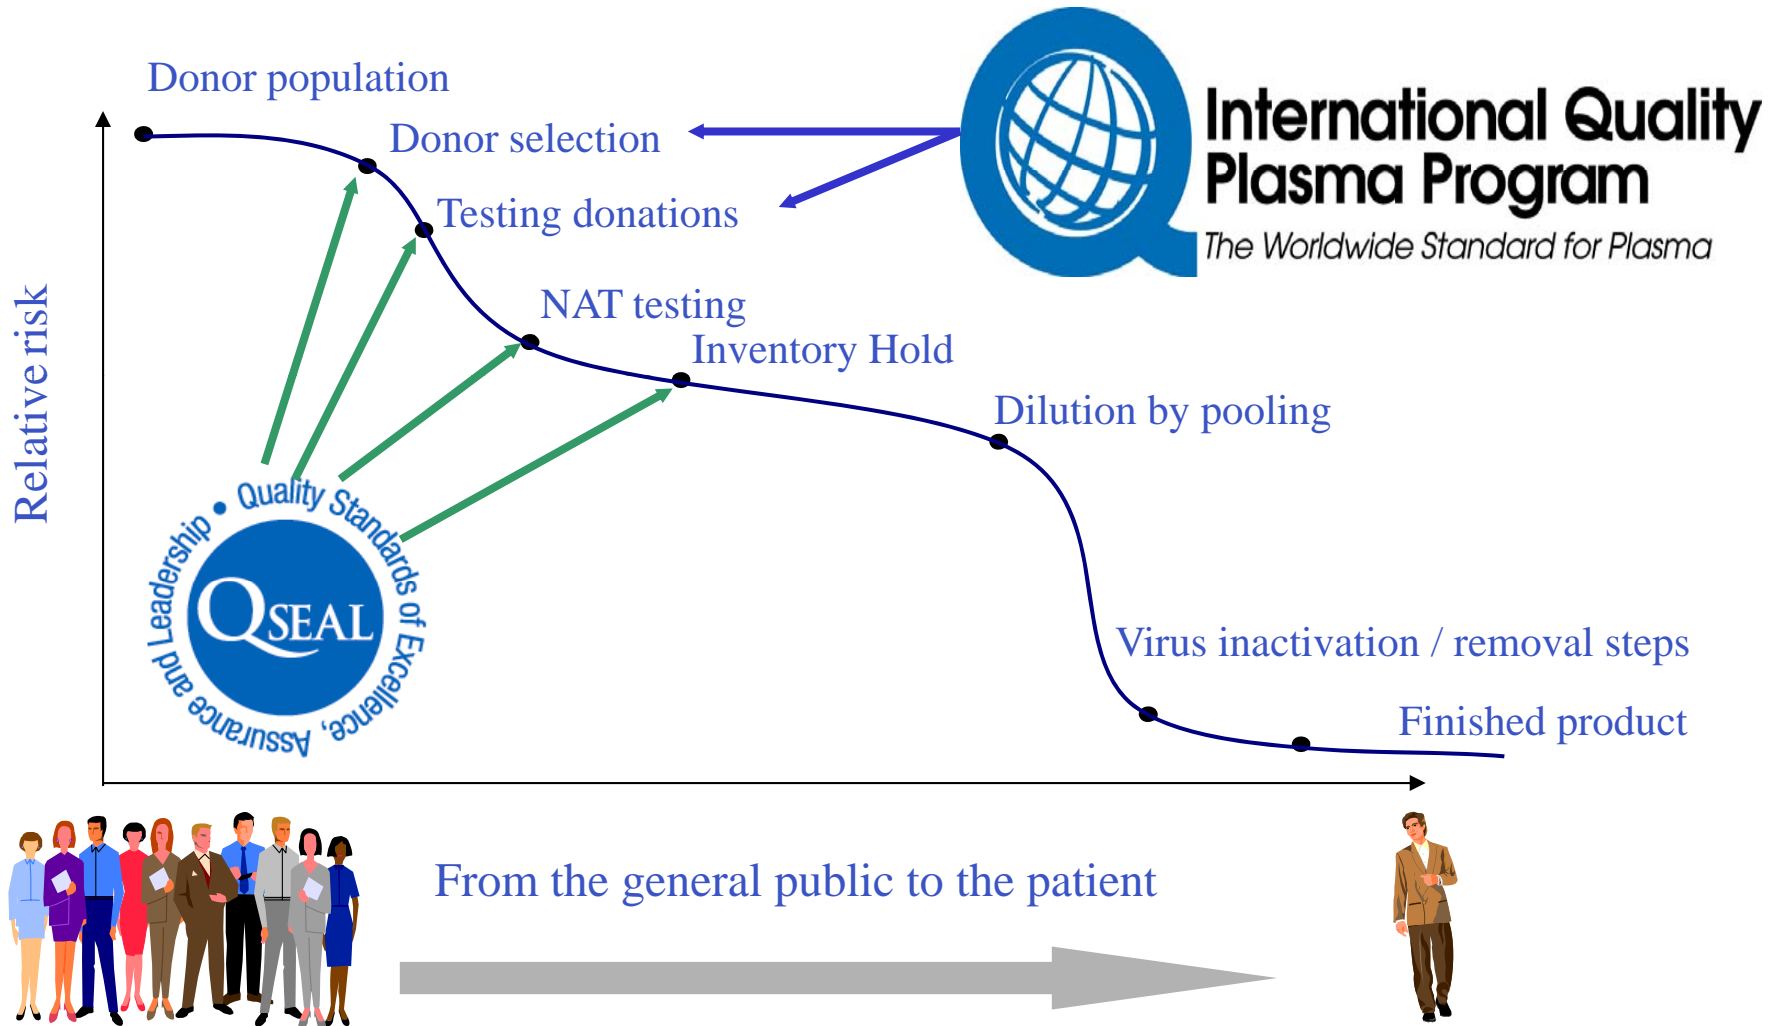 Donor population
Donor selection
Testing donations
NAT testing
Inventory Hold
Dilution by pooling
Virus inactivation / removal steps
Finished product
International Quality
Plasma Program
The Worldwide Standard for Plasma
Relative risk
Quality Standards of Excellence, Assurance and Leadership •
QSEAL
From the general public to the patient